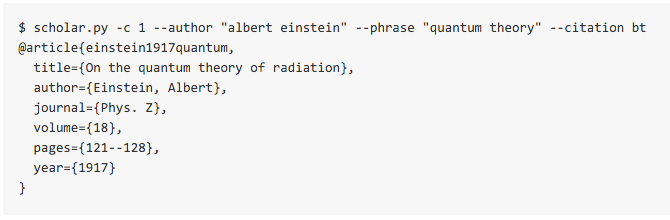 $ scholar.py -c 1 --author "albert einstein" --phrase "quantum theory" --citation bt
@article{einstein1917quantum,
  title={On the quantum theory of radiation},
  author={Einstein, Albert},
  journal={Phys. Z},
  volume={18},
  pages={121--128},
  year={1917}
}